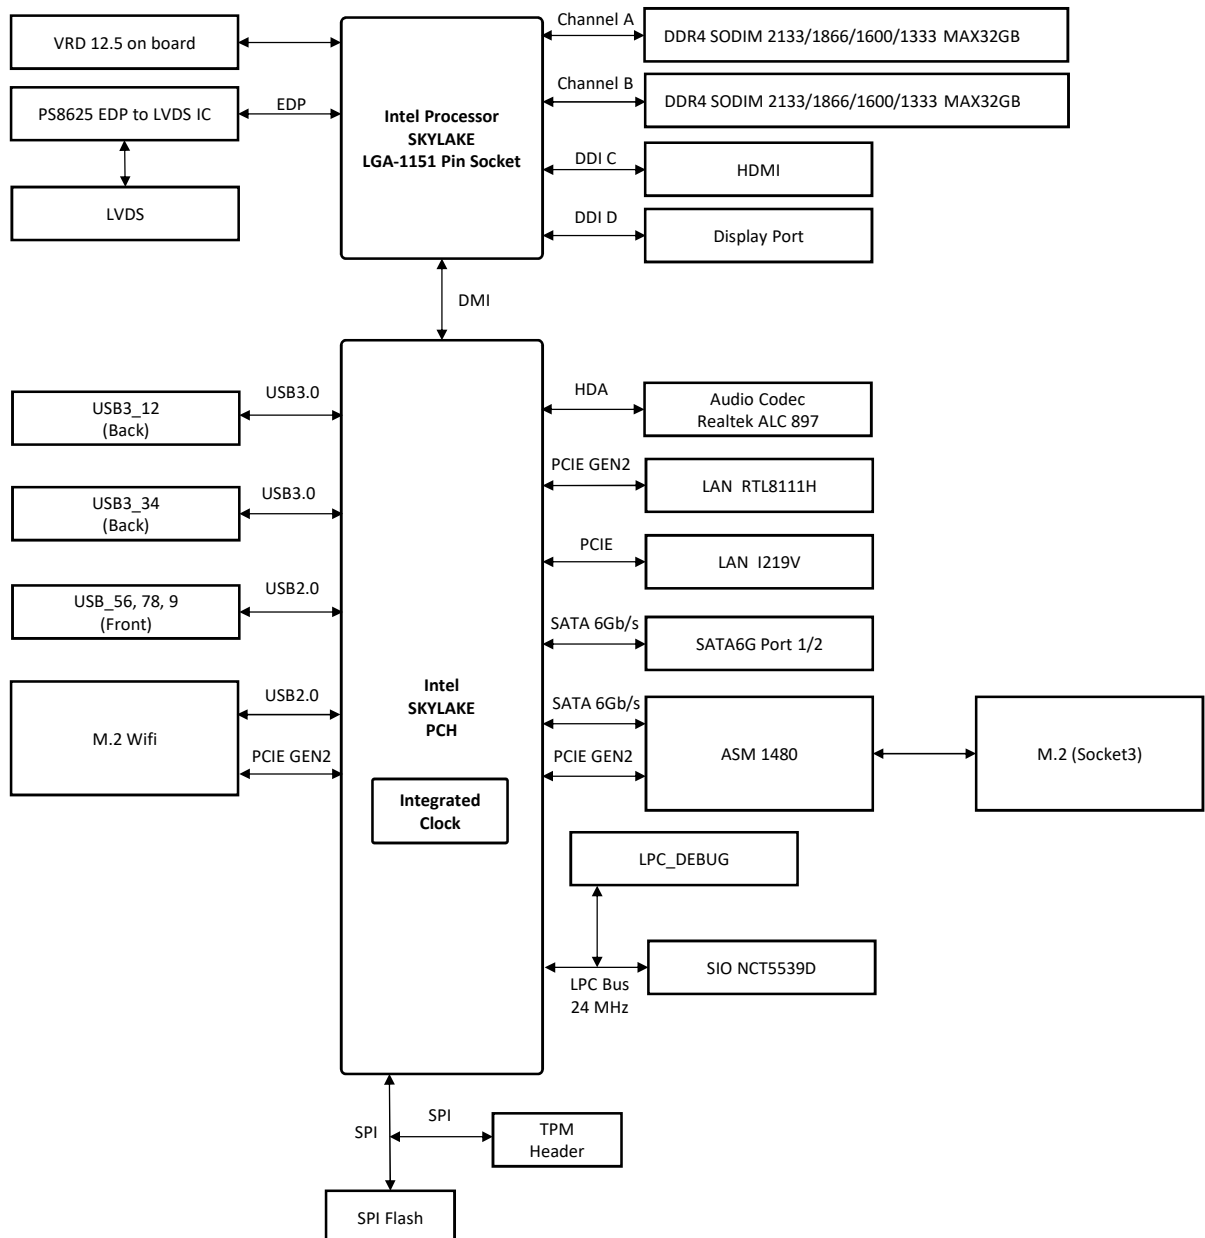 VRD 12.5 on board
PS8625 EDP to LVDS IC
EDP
LVDS
Intel Processor
SKYLAKE
LGA-1151 Pin Socket
Channel A
DDR4 SODIM 2133/1866/1600/1333 MAX32GB
Channel B
DDR4 SODIM 2133/1866/1600/1333 MAX32GB
DDI C
HDMI
DDI D
Display Port
DMI
USB3_12
(Back)
USB3.0
USB3_34
(Back)
USB3.0
USB_56, 78, 9
(Front)
USB2.0
M.2 Wifi
USB2.0
PCIE GEN2
Intel
SKYLAKE
PCH
Integrated
Clock
HDA
Audio Codec
Realtek ALC 897
PCIE GEN2
LAN RTL8111H
PCIE
LAN I219V
SATA 6Gb/s
SATA6G Port 1/2
SATA 6Gb/s
PCIE GEN2
ASM 1480
M.2 (Socket3)
LPC_DEBUG
LPC Bus
24 MHz
SIO NCT5539D
SPI
SPI
TPM
Header
SPI Flash